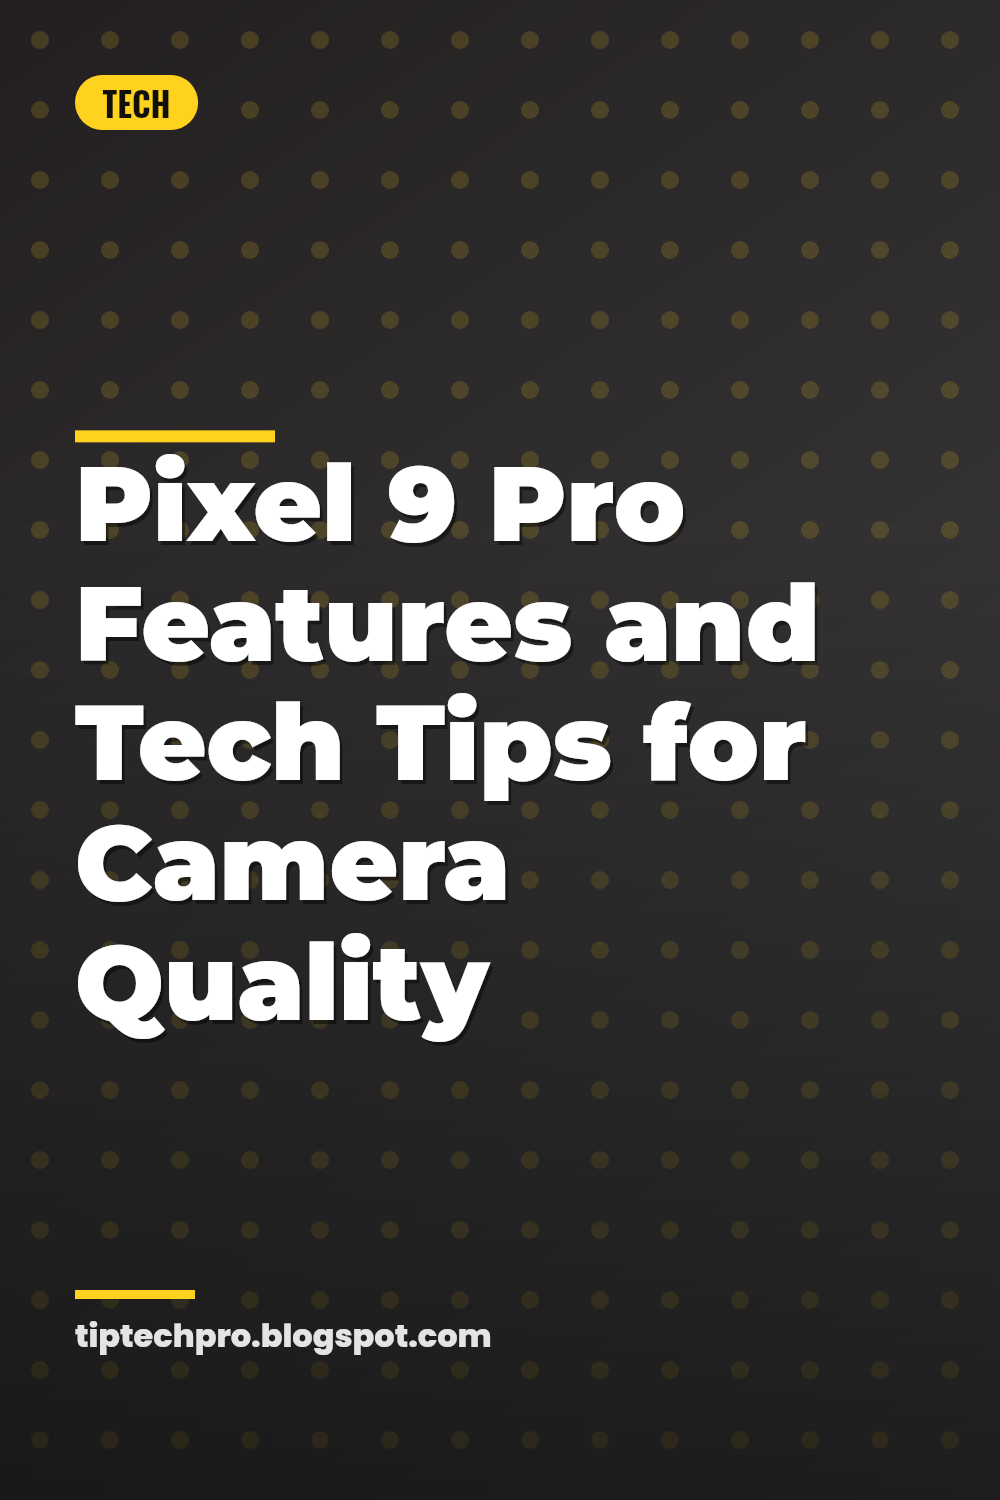 TECH
Pixel 9 Pro
Features and
Tech Tips for
Camera
Quality
tiptechpro.blogspot.com